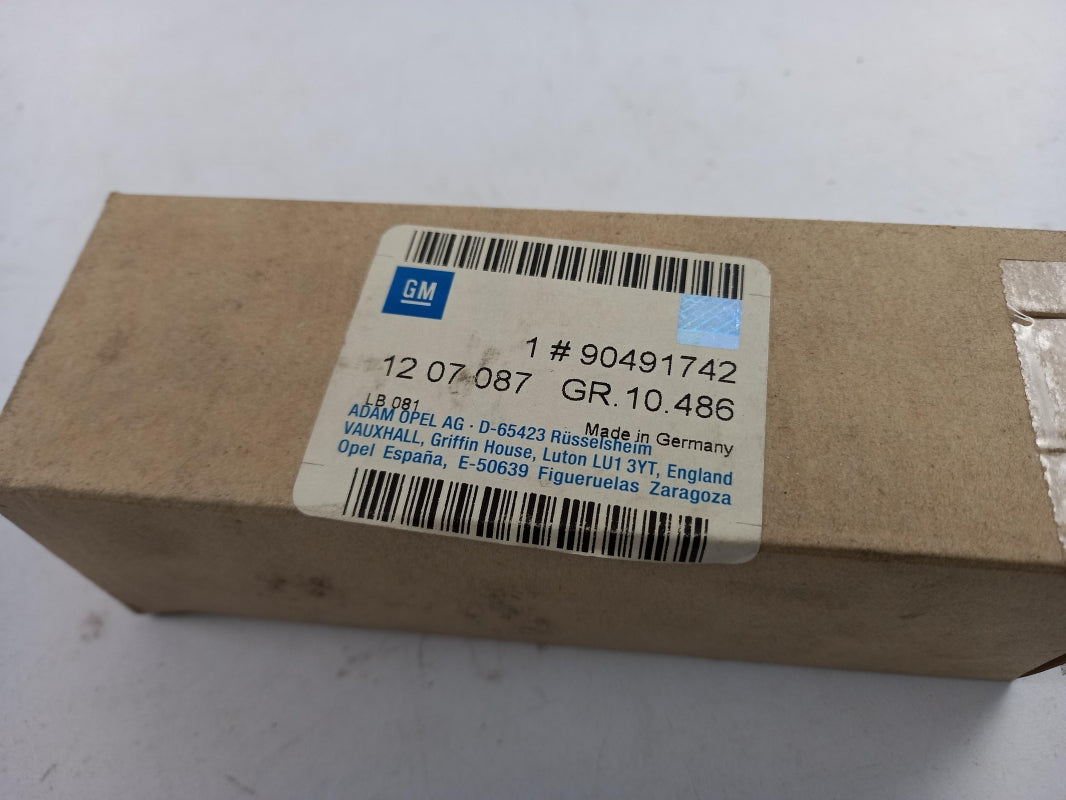 GM
1 # 90491742
12 07 087 GR.10.486
LB 081
Made in Germany
ADAM OPEL AG · D-65423 Rüsselsheim
VAUXHALL, Griffin House, Luton LU1 3YT, England
Opel España, E-50639 Figueruelas Zaragoza